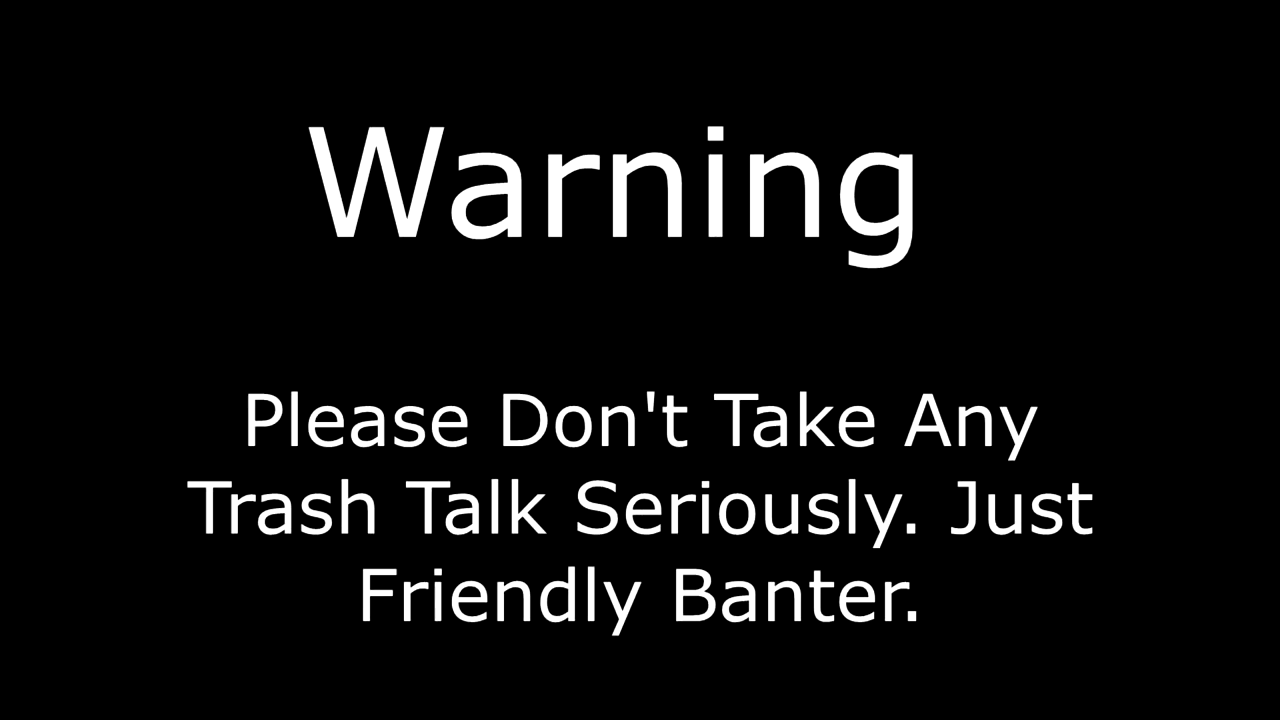 Warning
Please Don't Take Any
Trash Talk Seriously. Just
Friendly Banter.